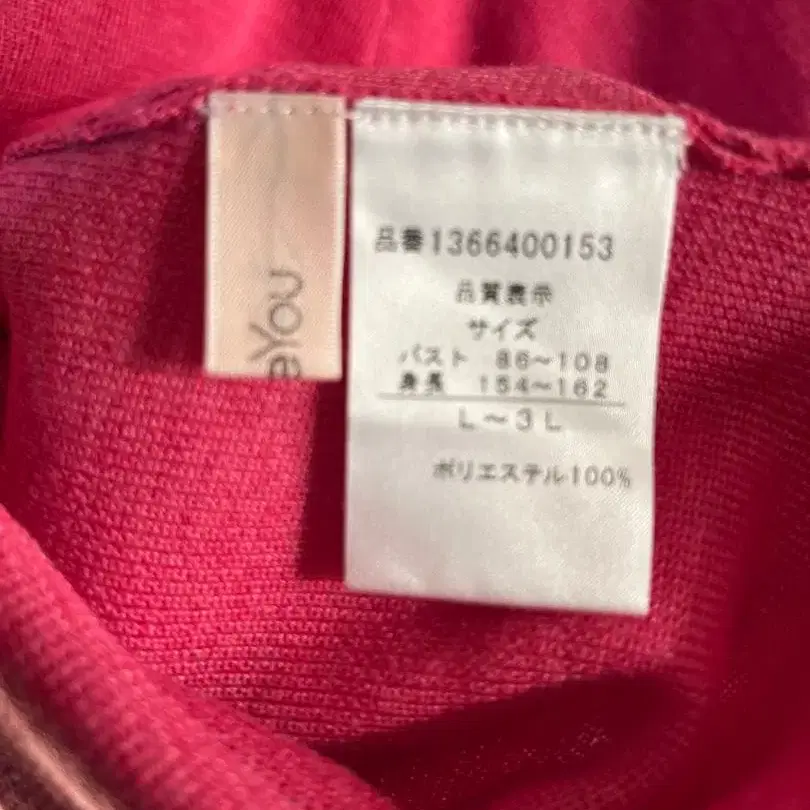 eYou
品番1366400153
品質表示
サイズ
バスト 86〜108
身長 154〜162
L〜3L
ポリエステル100%